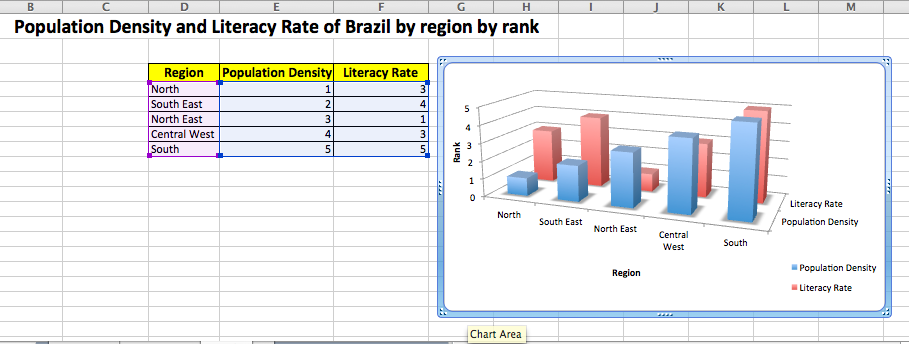 B C D E F G H I J K L M
Population Density and Literacy Rate of Brazil by region by rank
Region Population Density Literacy Rate
North 1 3
South East 2 4
North East 3 1
Central West 4 3
South 5 5
5
4
3
2
1
0
Rank
North
South East
North East
Central
West
South
Literacy Rate
Population Density
Region
Population Density
Literacy Rate
Chart Area